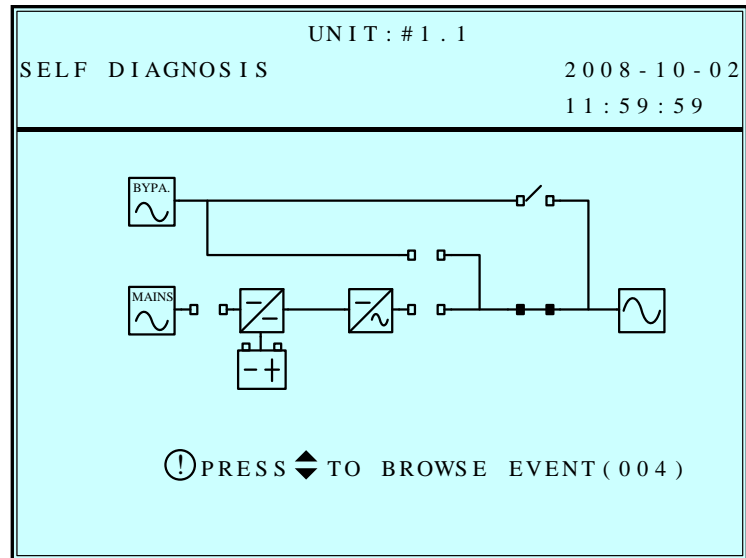 UNIT:#1.1
SELF DIAGNOSIS 2008-10-02
11:59:59
BYPA.
MAINS
! PRESS TO BROWSE EVENT(004)